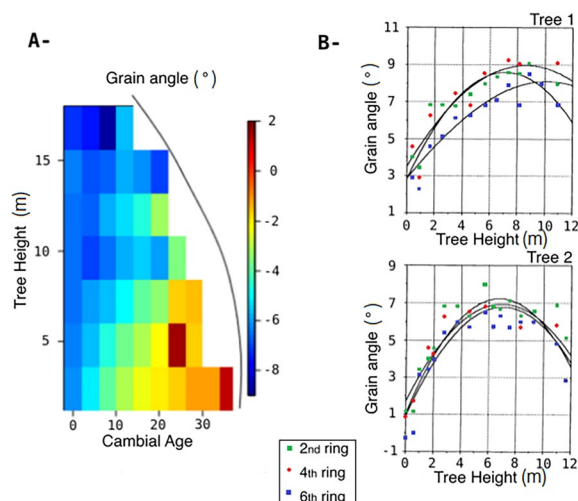 A-
Grain angle (°)
Tree Height (m)
15
10
5
0
10
20
30
Cambial Age
2
0
-2
-4
-6
-8
B-
Tree 1
Grain angle (°)
11
9
7
5
3
1
0 2 4 6 8 10 12
Tree Height (m)
Tree 2
Grain angle (°)
9
7
5
3
1
-1
0 2 4 6 8 10 12
Tree Height (m)
2nd ring
4th ring
6th ring